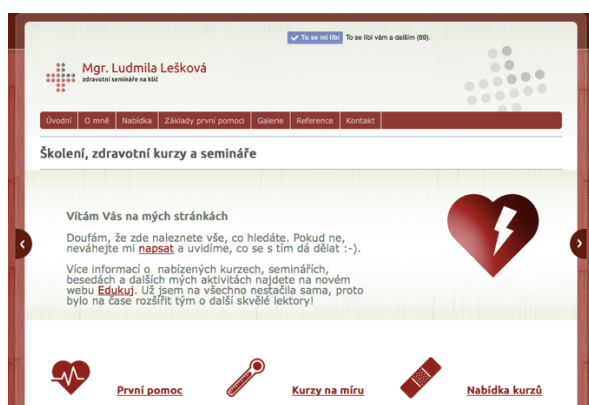 To se mi líbí To se líbí vám a dalším (89).
Mgr. Ludmila Lešková
zdravotní semináře na klíč
Úvodní O mně Nabídka Základy první pomoci Galerie Reference Kontakt
Školení, zdravotní kurzy a semináře
Vítám Vás na mých stránkách
Doufám, že zde naleznete vše, co hledáte. Pokud ne,
neváhejte mi napsat a uvidíme, co se s tím dá dělat :-).
Více informací o nabízených kurzech, seminářích,
besedách a dalších mých aktivitách najdete na novém
webu Edukuj. Už jsem na všechno nestačila sama, proto
bylo na čase rozšířit tým o další skvělé lektory!
První pomoc Kurzy na míru Nabídka kurzů